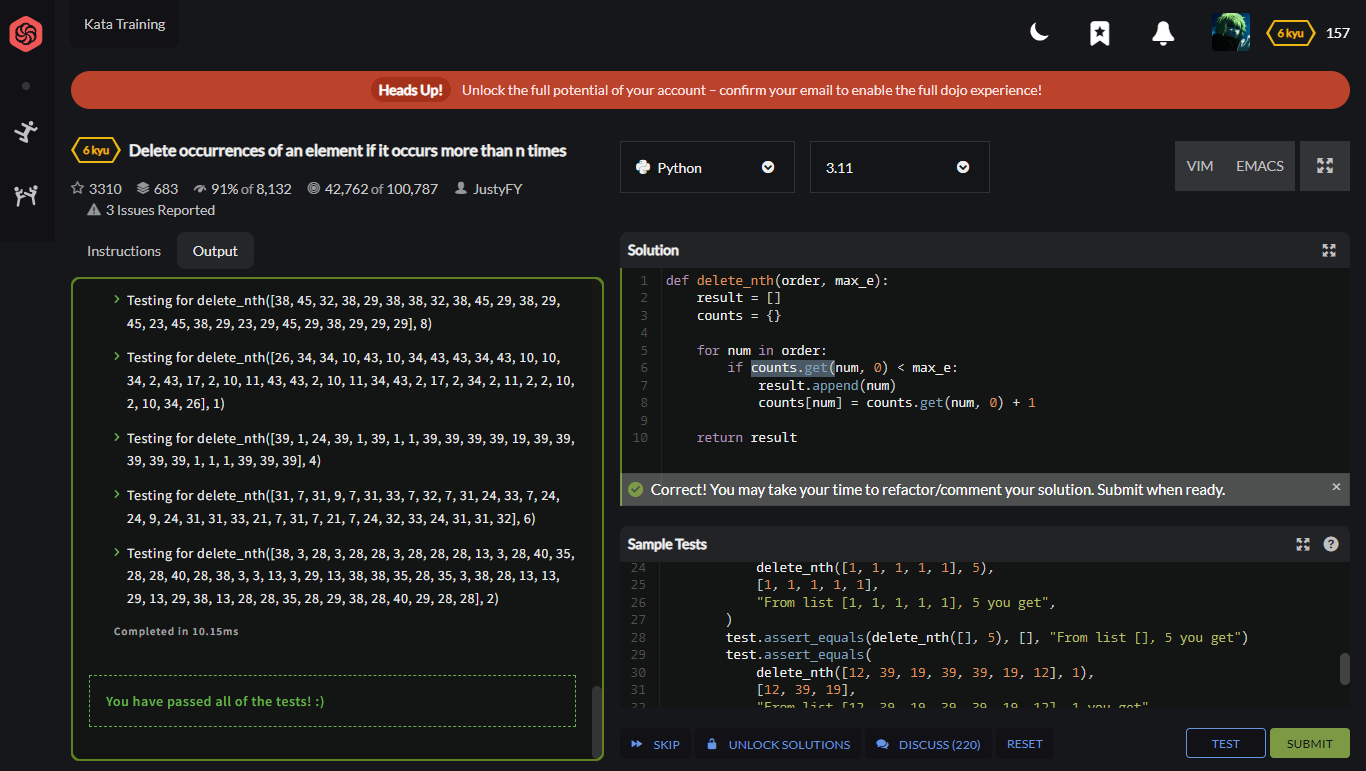 Kata Training
6 kyu 157
Heads Up! Unlock the full potential of your account – confirm your email to enable the full dojo experience!
6 kyu Delete occurrences of an element if it occurs more than n times
3310 683 91% of 8,132 42,762 of 100,787 JustyFY
3 Issues Reported
Python
3.11
VIM EMACS
Instructions Output
Testing for delete_nth([38, 45, 32, 38, 29, 38, 38, 32, 38, 45, 29, 38, 29,
45, 23, 45, 38, 29, 23, 29, 45, 29, 38, 29, 29, 29], 8)
Testing for delete_nth([26, 34, 34, 10, 43, 10, 34, 43, 43, 34, 43, 10, 10,
34, 2, 43, 17, 2, 10, 11, 43, 43, 2, 10, 11, 34, 43, 2, 17, 2, 34, 2, 11, 2, 2, 10,
2, 10, 34, 26], 1)
Testing for delete_nth([39, 1, 24, 39, 1, 39, 1, 1, 39, 39, 39, 39, 19, 39, 39,
39, 39, 39, 1, 1, 1, 39, 39, 39], 4)
Testing for delete_nth([31, 7, 31, 9, 7, 31, 33, 7, 32, 7, 31, 24, 33, 7, 24,
24, 9, 24, 31, 31, 33, 21, 7, 31, 7, 21, 7, 24, 32, 33, 24, 31, 31, 32], 6)
Testing for delete_nth([38, 3, 28, 3, 28, 28, 3, 28, 28, 28, 13, 3, 28, 40, 35,
28, 28, 40, 28, 38, 3, 3, 13, 3, 29, 13, 38, 38, 35, 28, 35, 3, 38, 28, 13, 13,
29, 13, 29, 38, 13, 28, 28, 35, 28, 29, 38, 28, 40, 29, 28, 28], 2)
Completed in 10.15ms
You have passed all of the tests! :)
Solution
1 def delete_nth(order, max_e):
2 result = []
3 counts = {}
4
5 for num in order:
6 if counts.get(num, 0) < max_e:
7 result.append(num)
8 counts[num] = counts.get(num, 0) + 1
9
10 return result
Correct! You may take your time to refactor/comment your solution. Submit when ready. ×
Sample Tests ?
24 delete_nth([1, 1, 1, 1, 1], 5),
25 [1, 1, 1, 1, 1],
26 "From list [1, 1, 1, 1, 1], 5 you get",
27 )
28 test.assert_equals(delete_nth([], 5), [], "From list [], 5 you get")
29 test.assert_equals(
30 delete_nth([12, 39, 19, 39, 39, 19, 12], 1),
31 [12, 39, 19],
32 "From list [12, 39, 19, 39, 39, 19, 12], 1 you get"
SKIP UNLOCK SOLUTIONS DISCUSS (220) RESET TEST SUBMIT